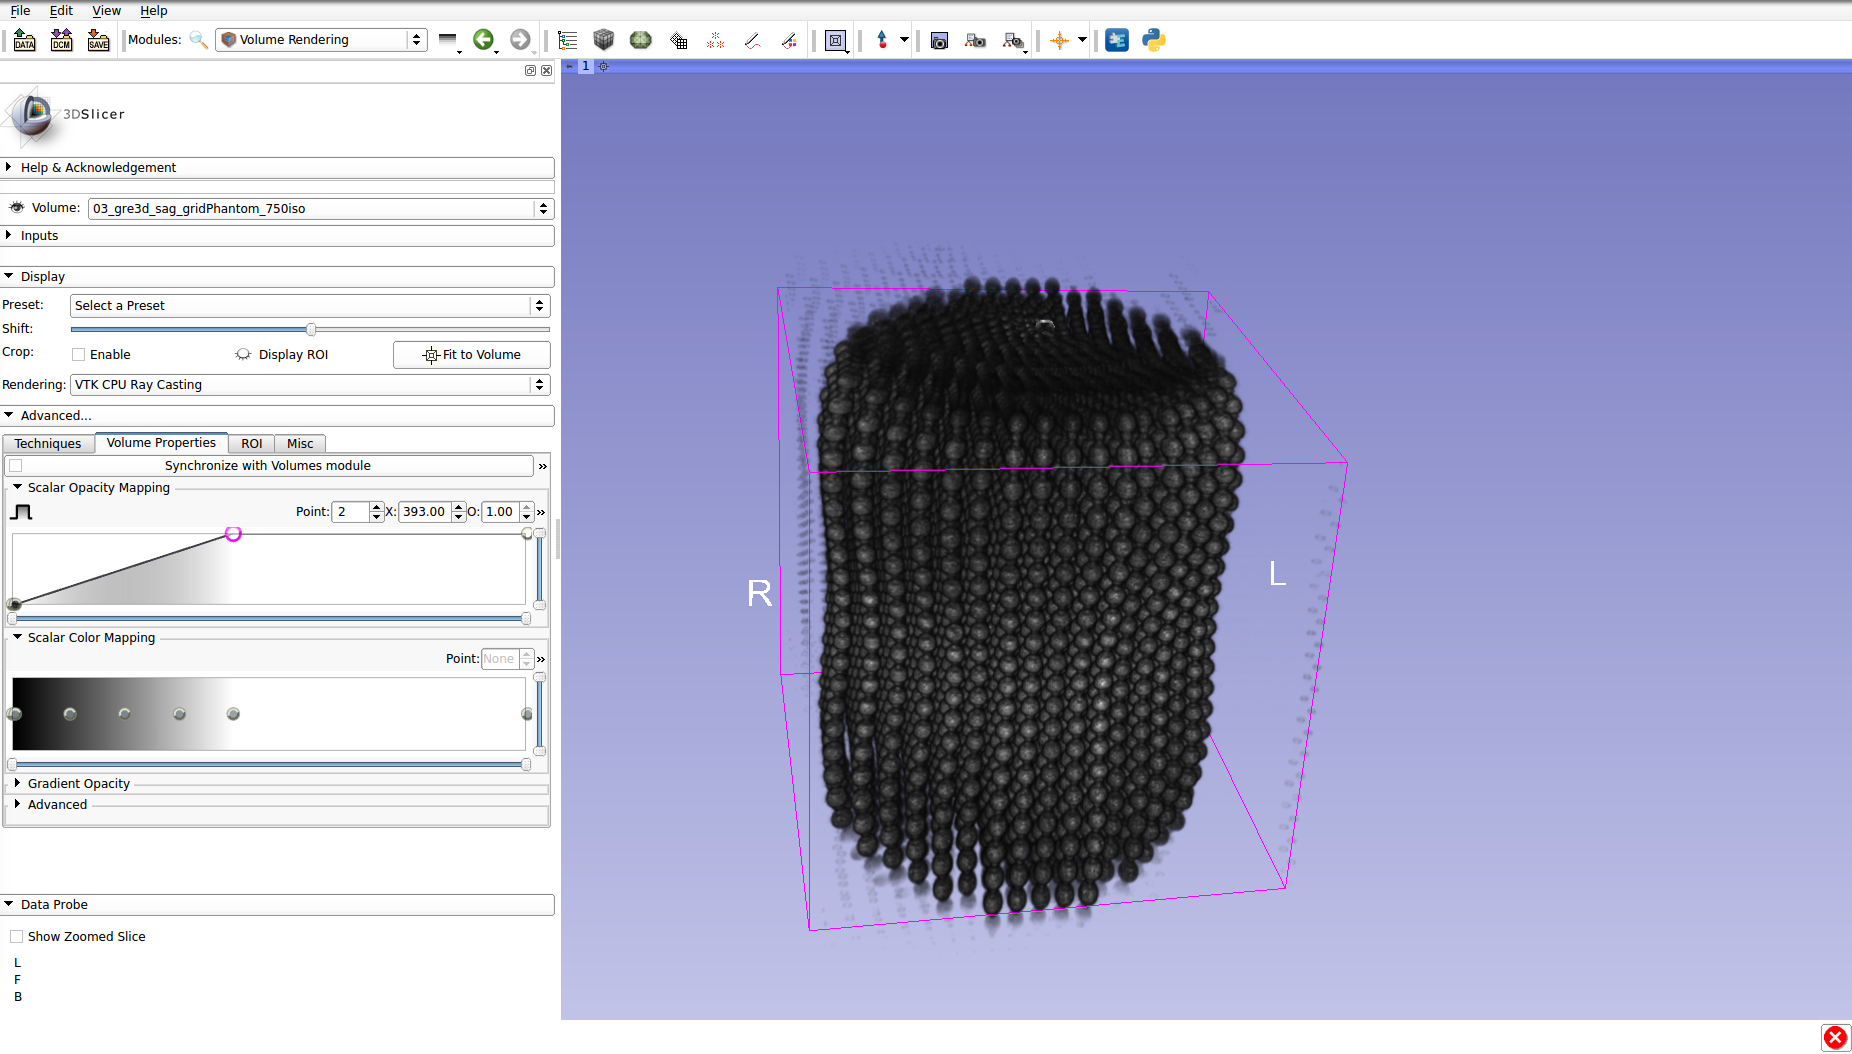 File Edit View Help
DATA DCM SAVE Modules: Volume Rendering
1
3DSlicer
Help & Acknowledgement
Volume: 03_gre3d_sag_gridPhantom_750iso
Inputs
Display
Preset: Select a Preset
Shift:
Crop: Enable Display ROI Fit to Volume
Rendering: VTK CPU Ray Casting
Advanced...
Techniques Volume Properties ROI Misc
Synchronize with Volumes module »
Scalar Opacity Mapping
Point: 2 X: 393.00 O: 1.00 »
Scalar Color Mapping
Point: None »
Gradient Opacity
Advanced
Data Probe
Show Zoomed Slice
L
F
B
R
L